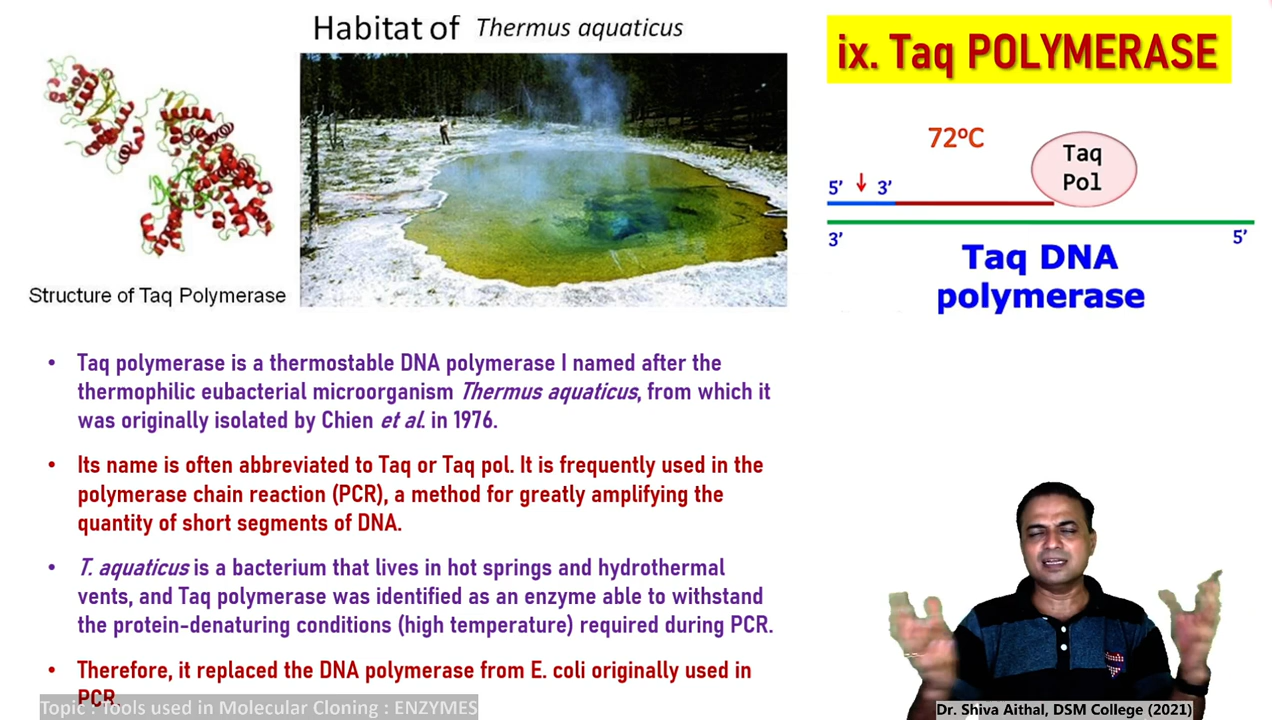 Habitat of Thermus aquaticus
ix. Taq POLYMERASE
Structure of Taq Polymerase
72°C
Taq
Pol
5' 3'
3' 5'
Taq DNA
polymerase
• Taq polymerase is a thermostable DNA polymerase I named after the
thermophilic eubacterial microorganism Thermus aquaticus, from which it
was originally isolated by Chien et al. in 1976.
• Its name is often abbreviated to Taq or Taq pol. It is frequently used in the
polymerase chain reaction (PCR), a method for greatly amplifying the
quantity of short segments of DNA.
• T. aquaticus is a bacterium that lives in hot springs and hydrothermal
vents, and Taq polymerase was identified as an enzyme able to withstand
the protein-denaturing conditions (high temperature) required during PCR.
• Therefore, it replaced the DNA polymerase from E. coli originally used in
PCR.
Topic : Tools used in Molecular Cloning : ENZYMES
Dr. Shiva Aithal, DSM College (2021)